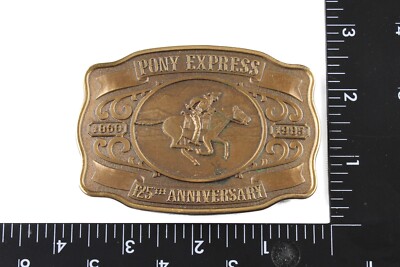 PONY EXPRESS
1860 1985
125TH ANNIVERSARY
3
2
1
4 3 2 1